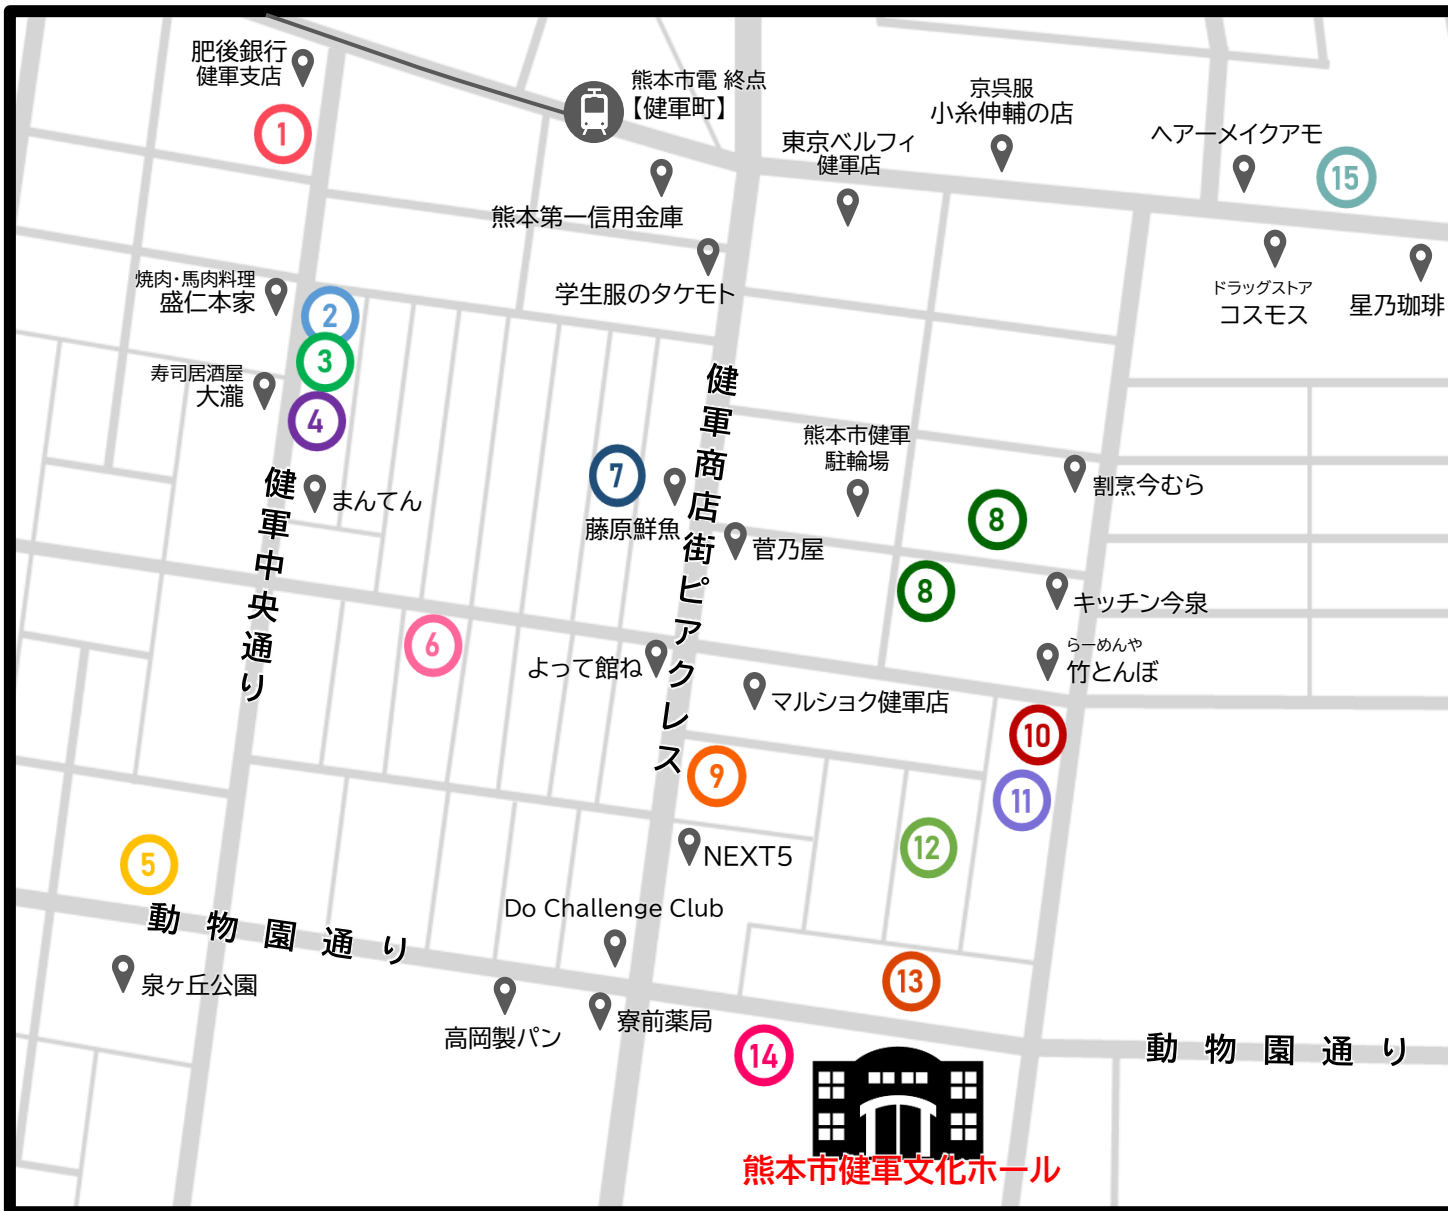 肥後銀行
健軍支店
1
熊本市電 終点
【健軍町】
京呉服
小糸伸輔の店
東京ベルフィ
健軍店
ヘアーメイクアモ
15
熊本第一信用金庫
学生服のタケモト
ドラッグストア
コスモス
星乃珈琲
焼肉・馬肉料理
盛仁本家
2
3
寿司居酒屋
大瀧
4
まんてん
健軍中央通り
健軍商店街ピアクレス
7
藤原鮮魚
菅乃屋
熊本市健軍
駐輪場
8
割烹今むら
8
キッチン今泉
らーめんや
竹とんぼ
6
よって館ね
マルショク健軍店
10
9
11
NEXT5
12
5
動物園通り
Do Challenge Club
泉ヶ丘公園
高岡製パン
寮前薬局
13
14
動物園通り
熊本市健軍文化ホール